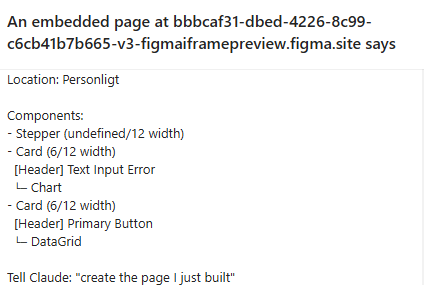 An embedded page at bbbcaf31-dbed-4226-8c99-
c6cb41b7b665-v3-figmaiframepreview.figma.site says
Location: Personligt
Components:
- Stepper (undefined/12 width)
- Card (6/12 width)
[Header] Text Input Error
└─ Chart
- Card (6/12 width)
[Header] Primary Button
└─ DataGrid
Tell Claude: "create the page I just built"